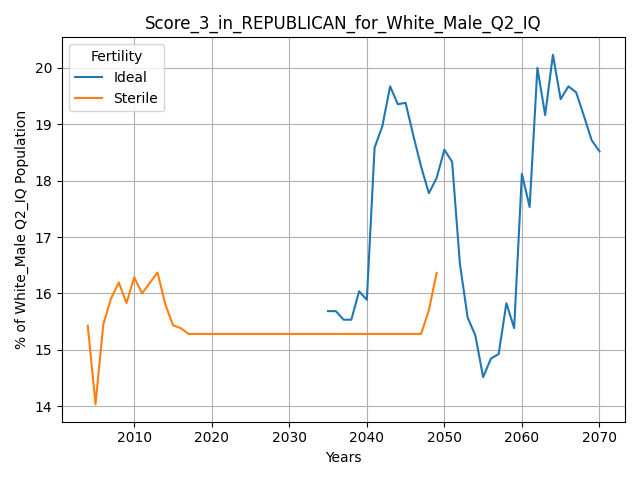 Score_3_in_REPUBLICAN_for_White_Male_Q2_IQ
Fertility
Ideal
Sterile
% of White_Male Q2_IQ Population
20
19
18
17
16
15
14
2010
2020
2030
2040
2050
2060
2070
Years